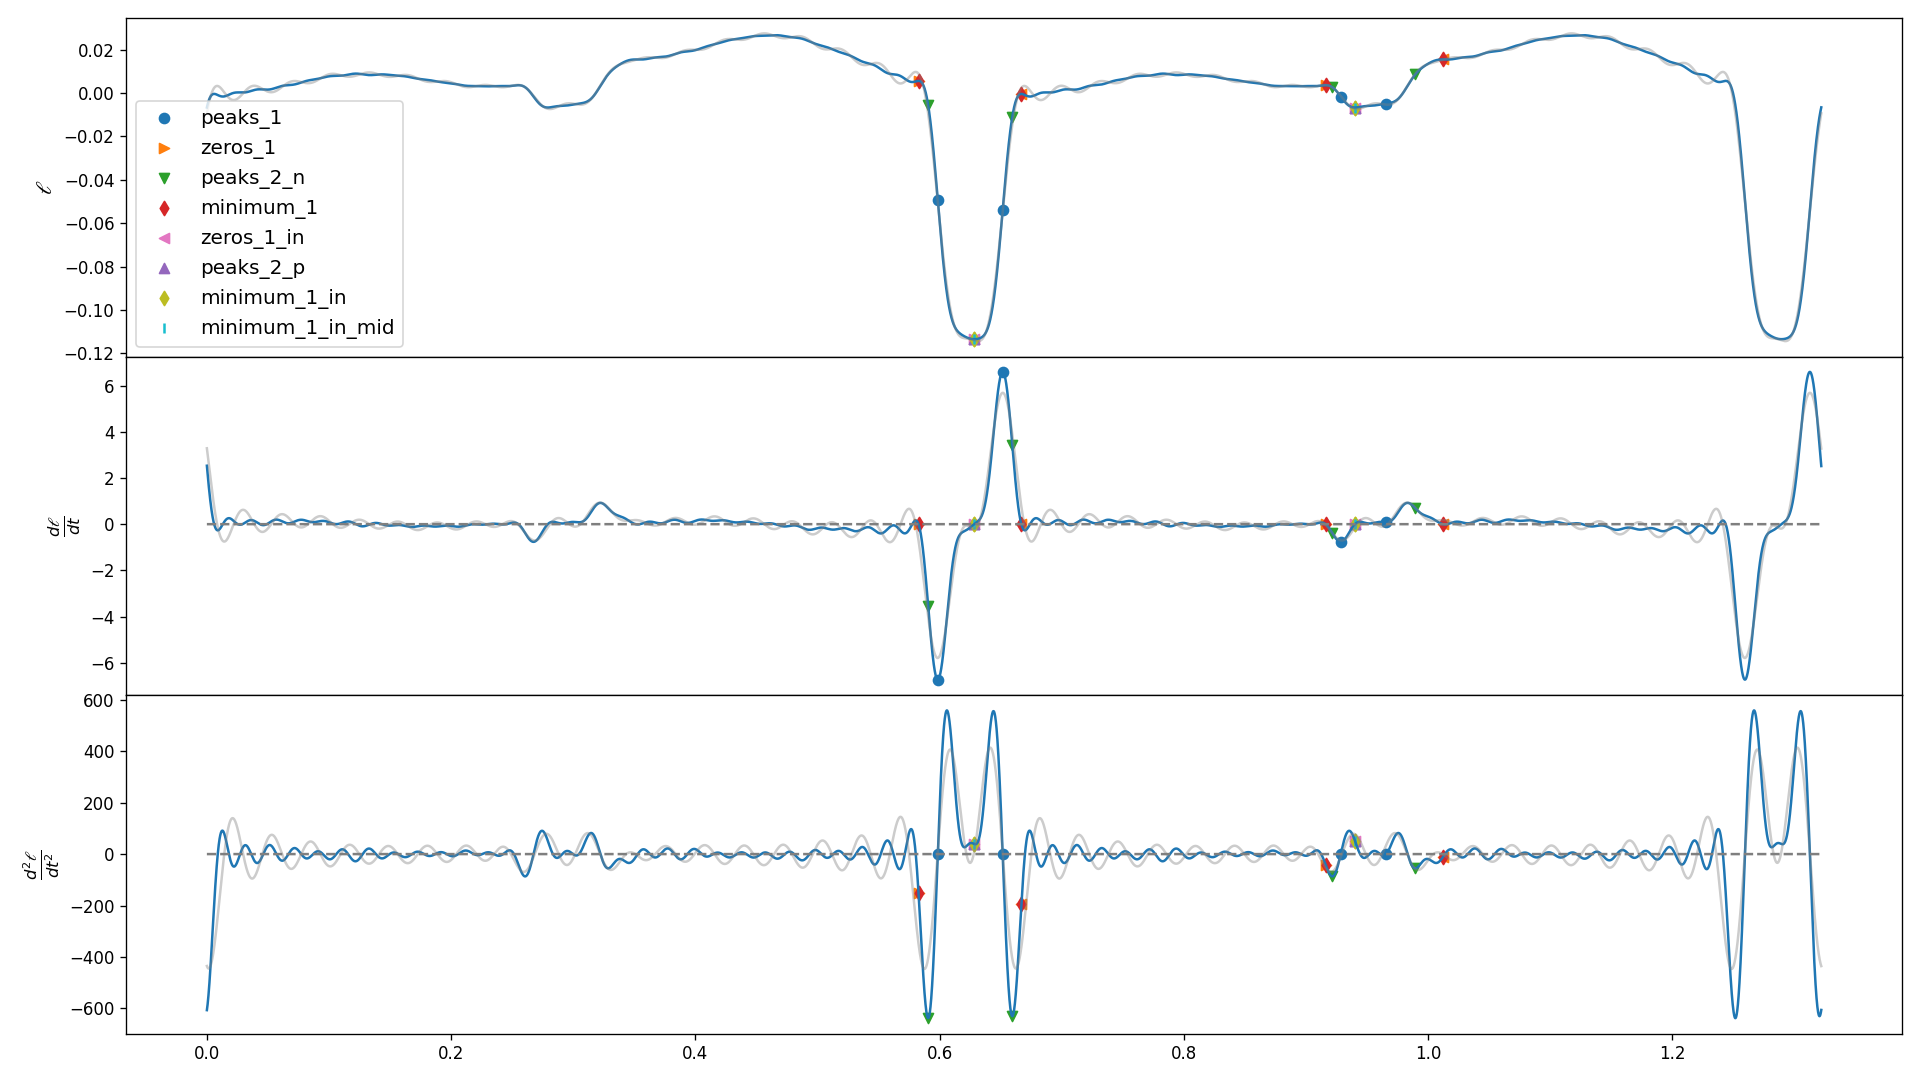 0.02
0.00
−0.02
−0.04
−0.06
−0.08
−0.10
−0.12
ℓ
peaks_1
zeros_1
peaks_2_n
minimum_1
zeros_1_in
peaks_2_p
minimum_1_in
minimum_1_in_mid
6
4
2
0
−2
−4
−6
dℓ
dt
600
400
200
0
−200
−400
−600
d²ℓ
dt²
0.0 0.2 0.4 0.6 0.8 1.0 1.2